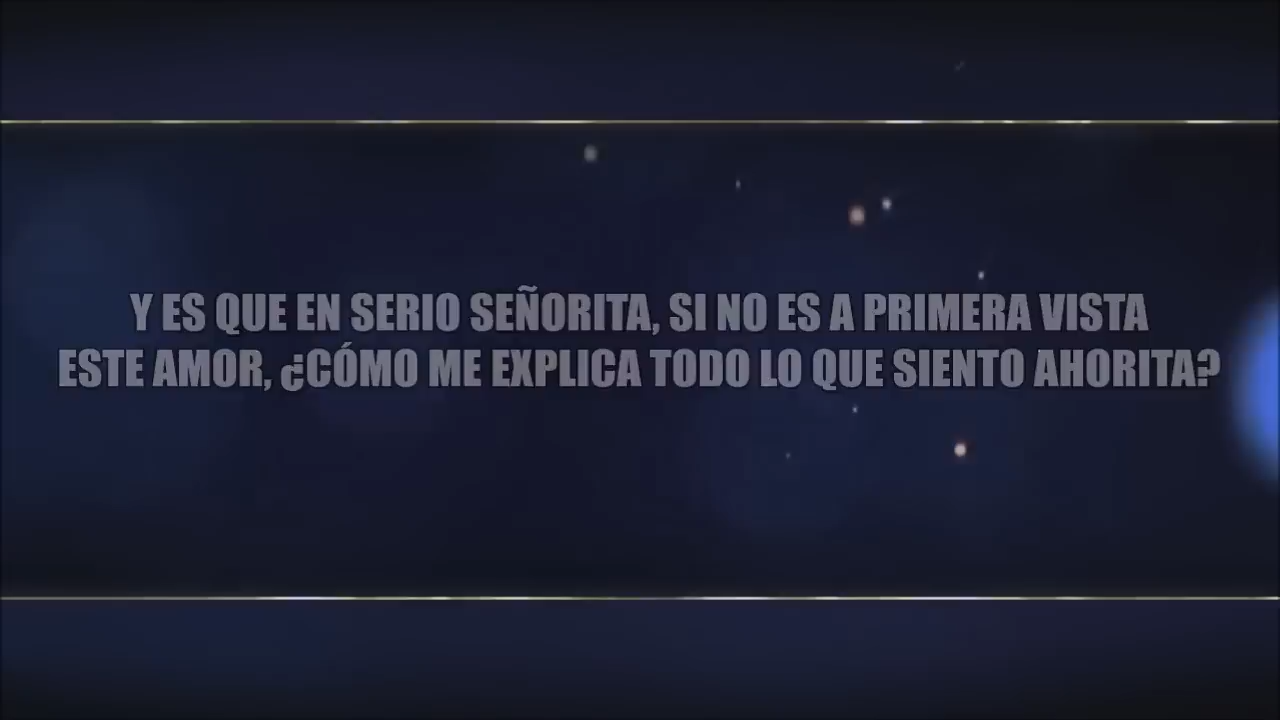 Y ES QUE EN SERIO SEÑORITA, SI NO ES A PRIMERA VISTA
ESTE AMOR, ¿CÓMO ME EXPLICA TODO LO QUE SIENTO AHORITA?